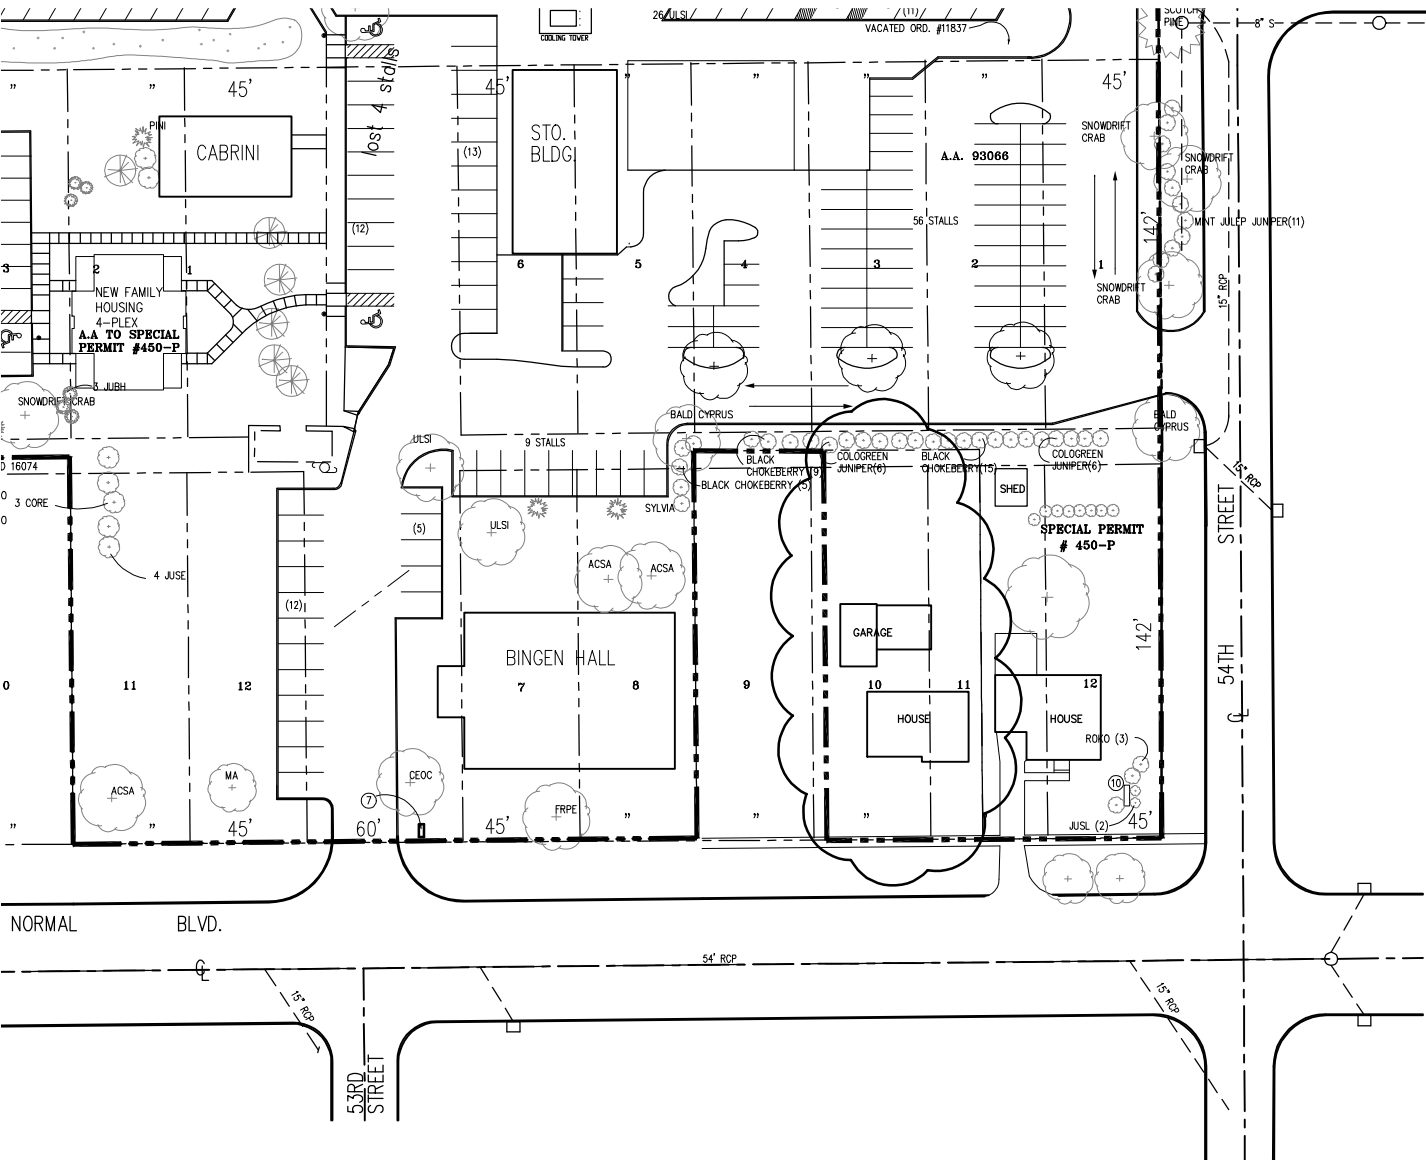 26 ULSI
(11)
VACATED ORD. #11837
COOLING TOWER
SCOTCH
PINE
8" S
lost 4 stalls
"
"
45'
45'
"
"
"
"
45'
PINI
CABRINI
STO.
BLDG.
(13)
A.A. 93066
SNOWDRIFT
CRAB
SNOWDRIFT
CRAB
(12)
56 STALLS
142'
MINT JULEP JUNIPER(11)
3
2
1
6
5
4
3
2
1
NEW FAMILY
HOUSING
4-PLEX
A.A TO SPECIAL
PERMIT #450-P
SNOWDRIFT
CRAB
15" RCP
3 JUBH
SNOWDRIFT CRAB
BALD CYPRUS
BALD
CYPRUS
ULSI
9 STALLS
16074
BLACK
CHOKEBERRY (9)
COLOGREEN
JUNIPER(6)
BLACK
CHOKEBERRY(15)
COLOGREEN
JUNIPER(6)
15" RCP
BLACK CHOKEBERRY (5)
SHED
0
3 CORE
SYLVIA
0
(5)
ULSI
SPECIAL PERMIT
# 450-P
STREET
ACSA
ACSA
4 JUSE
(12)
GARAGE
142'
BINGEN HALL
54TH
0
11
12
7
8
9
10
11
12
HOUSE
HOUSE
CL
ROKO (3)
MA
CEOC
ACSA
7
10
FRPE
"
"
45'
60'
45'
"
"
"
JUSL (2)
45'
NORMAL BLVD.
CL
54" RCP
15" RCP
15" RCP
53RD
STREET